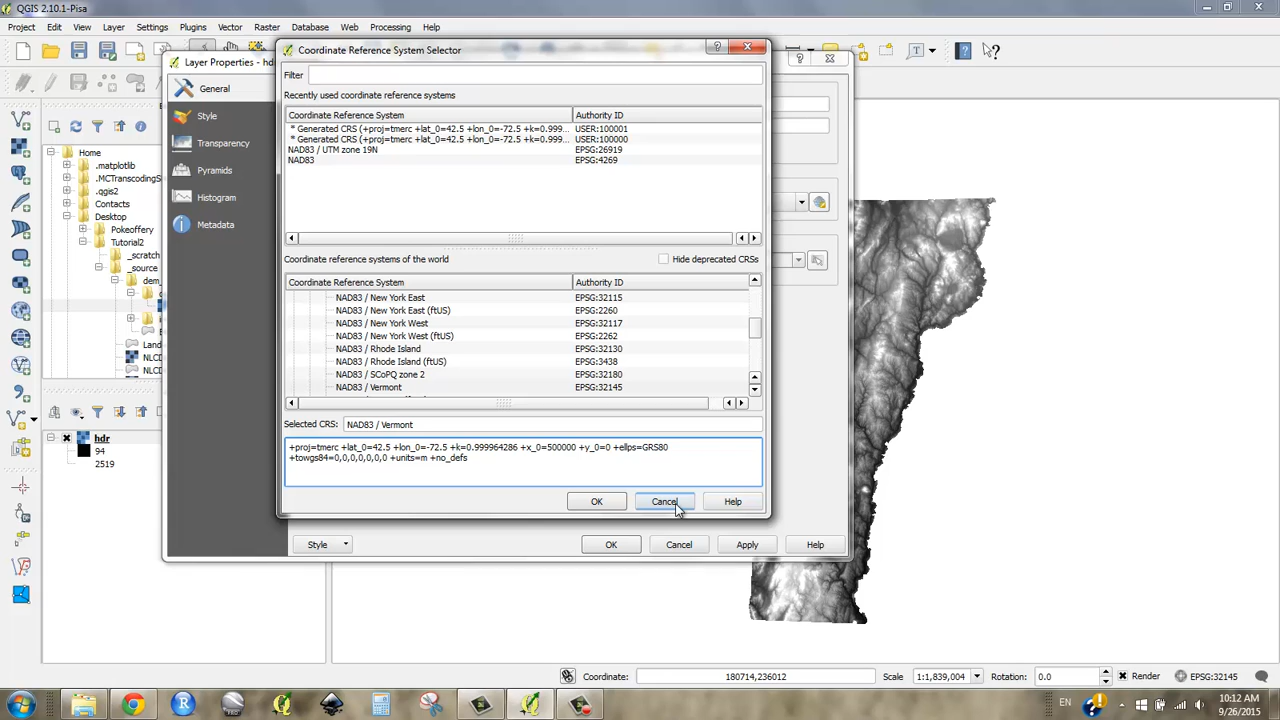 QGIS 2.10.1-Pisa
Project Edit View Layer Settings Plugins Vector Raster Database Web Processing Help
Layer Properties - hd
Coordinate Reference System Selector
General
Style
Transparency
Pyramids
Histogram
Metadata
Filter
Recently used coordinate reference systems
Coordinate Reference System Authority ID
* Generated CRS (+proj=tmerc +lat_0=42.5 +lon_0=-72.5 +k=0.999... USER:100001
* Generated CRS (+proj=tmerc +lat_0=42.5 +lon_0=-72.5 +k=0.999... USER:100000
NAD83 / UTM zone 19N EPSG:26919
NAD83 EPSG:4269
Coordinate reference systems of the world
Hide deprecated CRSs
Coordinate Reference System Authority ID
NAD83 / New York East EPSG:32115
NAD83 / New York East (ftUS) EPSG:2260
NAD83 / New York West EPSG:32117
NAD83 / New York West (ftUS) EPSG:2262
NAD83 / Rhode Island EPSG:32130
NAD83 / Rhode Island (ftUS) EPSG:3438
NAD83 / SCoPQ zone 2 EPSG:32180
NAD83 / Vermont EPSG:32145
Selected CRS: NAD83 / Vermont
+proj=tmerc +lat_0=42.5 +lon_0=-72.5 +k=0.999964286 +x_0=500000 +y_0=0 +ellps=GRS80
+towgs84=0,0,0,0,0,0,0 +units=m +no_defs
OK Cancel Help
Style OK Cancel Apply Help
Home
.matplotlib
.MCTranscodingS
.qgis2
Contacts
Desktop
Pokeoffery
Tutorial2
_scratch
_source
dem_
Land
NLCD
NLCD
hdr
94
2519
Coordinate: 180714,236012 Scale 1:1,839,004 Rotation: 0.0 Render EPSG:32145
EN
10:12 AM
9/26/2015